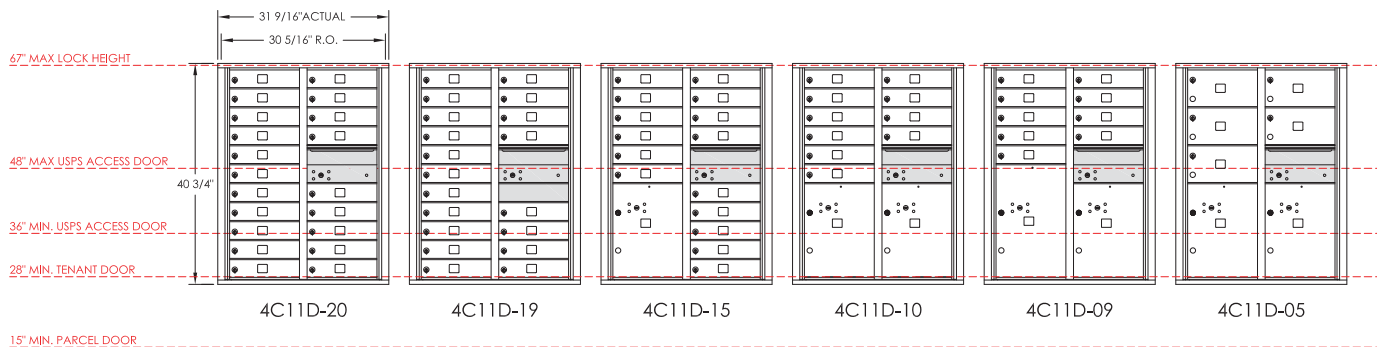 31 9/16"ACTUAL
30 5/16" R.O.
67" MAX LOCK HEIGHT
48" MAX USPS ACCESS DOOR
40 3/4"
36" MIN. USPS ACCESS DOOR
28" MIN. TENANT DOOR
4C11D-20 4C11D-19 4C11D-15 4C11D-10 4C11D-09 4C11D-05
15" MIN. PARCEL DOOR